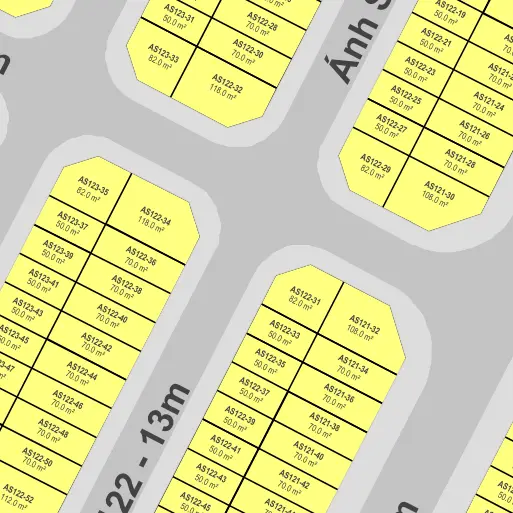 AS123-31
50.0 m²
AS122-28
70.0 m²
AS123-33
82.0 m²
AS122-30
70.0 m²
AS122-32
118.0 m²
Ánh S
AS122-19
50.0 m²
AS122-21
50.0 m²
AS122-23
50.0 m²
AS121-24
70.0 m²
AS122-25
50.0 m²
AS121-26
70.0 m²
AS122-27
50.0 m²
AS121-28
70.0 m²
AS122-29
82.0 m²
AS121-30
108.0 m²
AS123-35
82.0 m²
AS122-34
118.0 m²
AS123-37
50.0 m²
AS122-36
70.0 m²
AS123-39
50.0 m²
AS122-38
70.0 m²
AS123-41
50.0 m²
AS122-40
70.0 m²
AS123-43
50.0 m²
AS122-42
70.0 m²
AS123-45
50.0 m²
AS122-44
70.0 m²
AS122-46
70.0 m²
AS122-48
70.0 m²
AS122-50
70.0 m²
AS122-52
112.0 m²
22 - 13m
AS122-31
82.0 m²
AS121-32
108.0 m²
AS122-33
50.0 m²
AS121-34
70.0 m²
AS122-35
50.0 m²
AS121-36
70.0 m²
AS122-37
50.0 m²
AS121-38
70.0 m²
AS122-39
50.0 m²
AS121-40
70.0 m²
AS122-41
50.0 m²
AS121-42
70.0 m²
AS122-43
50.0 m²
AS122-45
50.0 m²
m